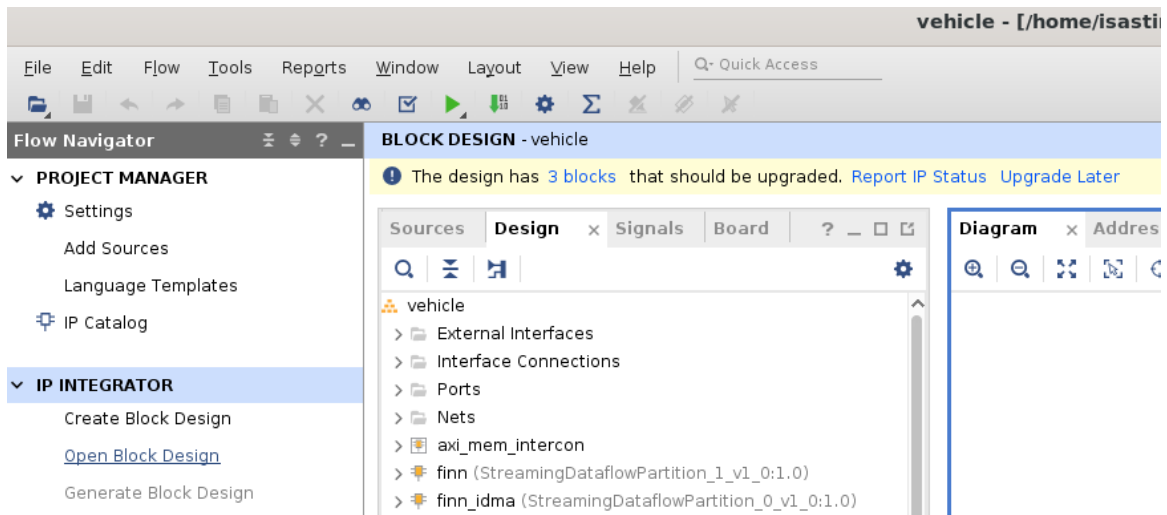 vehicle - [/home/isasti
File Edit Flow Tools Reports Window Layout View Help Quick Access
Flow Navigator ? BLOCK DESIGN - vehicle
The design has 3 blocks that should be upgraded. Report IP Status Upgrade Later
PROJECT MANAGER
Settings
Add Sources
Language Templates
IP Catalog
IP INTEGRATOR
Create Block Design
Open Block Design
Generate Block Design
Sources Design Signals Board ? Diagram Addres
vehicle
External Interfaces
Interface Connections
Ports
Nets
axi_mem_intercon
finn (StreamingDataflowPartition_1_v1_0:1.0)
finn_idma (StreamingDataflowPartition_0_v1_0:1.0)